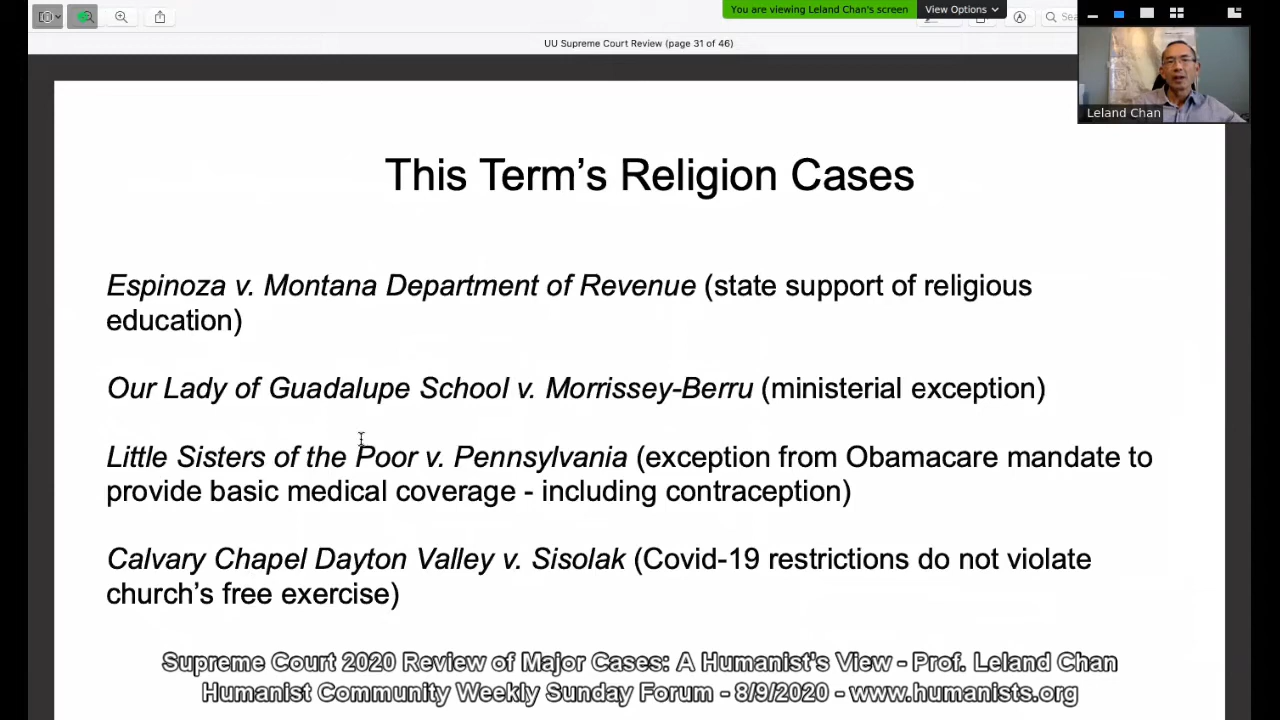 You are viewing Leland Chan's screen
View Options
Sea
UU Supreme Court Review (page 31 of 46)
Leland Chan
This Term’s Religion Cases
Espinoza v. Montana Department of Revenue (state support of religious
education)
Our Lady of Guadalupe School v. Morrissey-Berru (ministerial exception)
Little Sisters of the Poor v. Pennsylvania (exception from Obamacare mandate to
provide basic medical coverage - including contraception)
Calvary Chapel Dayton Valley v. Sisolak (Covid-19 restrictions do not violate
church’s free exercise)
Supreme Court 2020 Review of Major Cases: A Humanist's View - Prof. Leland Chan
Humanist Community Weekly Sunday Forum - 8/9/2020 - www.humanists.org